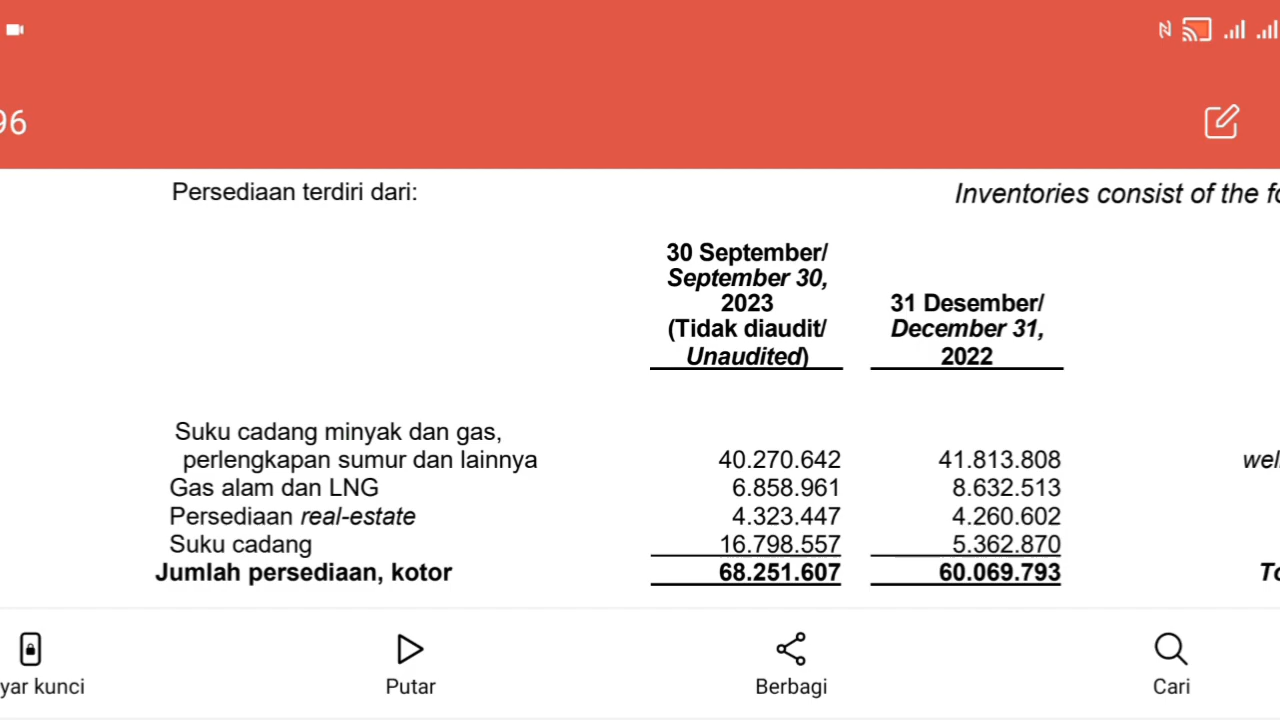 96
Persediaan terdiri dari:
Inventories consist of the fo
30 September/
September 30,
2023
(Tidak diaudit/
Unaudited)
31 Desember/
December 31,
2022
Suku cadang minyak dan gas,
perlengkapan sumur dan lainnya 40.270.642 41.813.808 wel
Gas alam dan LNG 6.858.961 8.632.513
Persediaan real-estate 4.323.447 4.260.602
Suku cadang 16.798.557 5.362.870
Jumlah persediaan, kotor 68.251.607 60.069.793 To
yar kunci
Putar
Berbagi
Cari